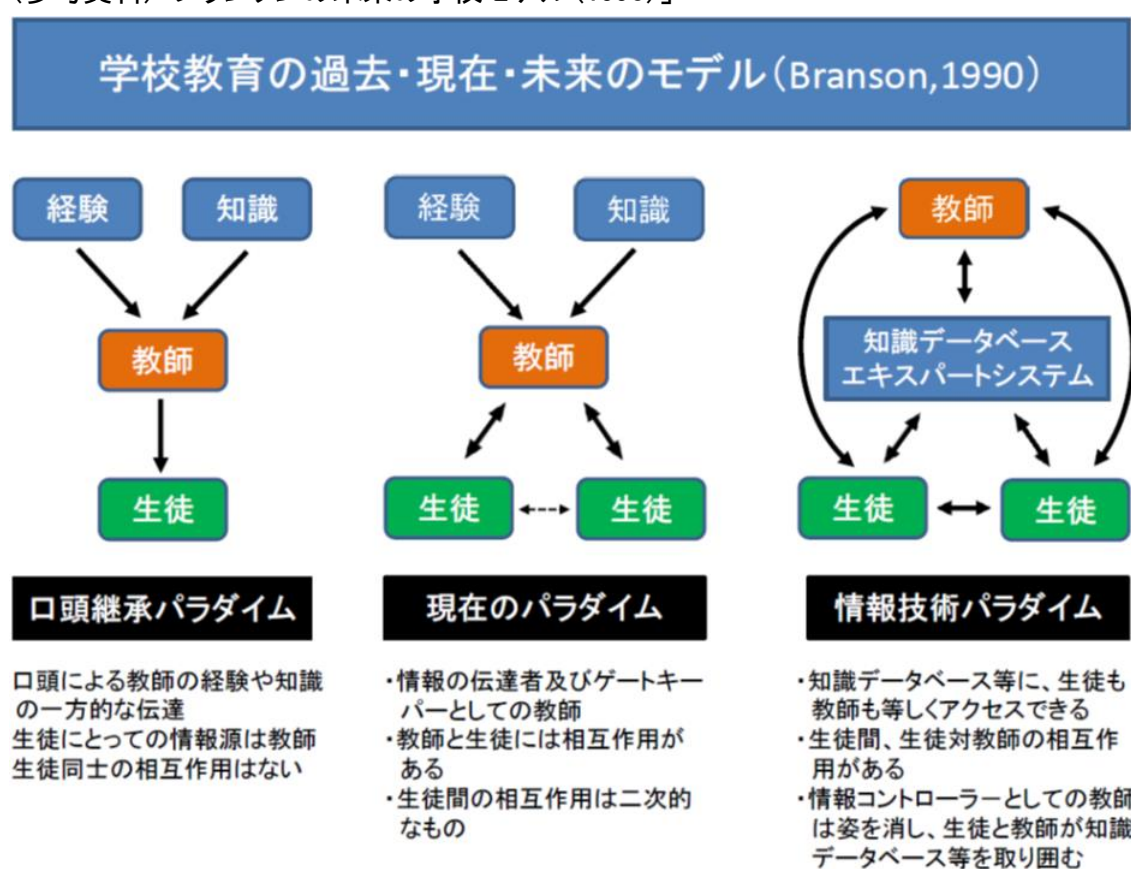 学校教育の過去・現在・未来のモデル（Branson,1990）
経験
知識
教師
生徒
口頭継承パラダイム
口頭による教師の経験や知識
の一方的な伝達
生徒にとっての情報源は教師
生徒同士の相互作用はない
経験
知識
教師
生徒
生徒
現在のパラダイム
・情報の伝達者及びゲートキー
パーとしての教師
・教師と生徒には相互作用が
ある
・生徒間の相互作用は二次的
なもの
教師
知識データベース
エキスパートシステム
生徒
生徒
情報技術パラダイム
・知識データベース等に、生徒も
教師も等しくアクセスできる
・生徒間、生徒対教師の相互作
用がある
・情報コントローラーとしての教師
は姿を消し、生徒と教師が知識
データベース等を取り囲む